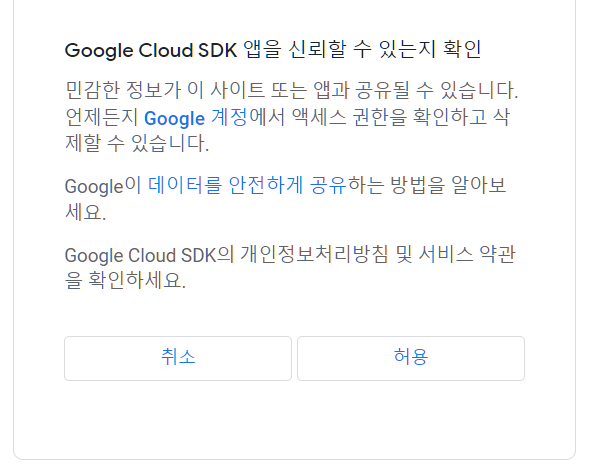 Google Cloud SDK 앱을 신뢰할 수 있는지 확인
민감한 정보가 이 사이트 또는 앱과 공유될 수 있습니다.
언제든지 Google 계정에서 액세스 권한을 확인하고 삭
제할 수 있습니다.
Google이 데이터를 안전하게 공유하는 방법을 알아보
세요.
Google Cloud SDK의 개인정보처리방침 및 서비스 약관
을 확인하세요.
취소
허용